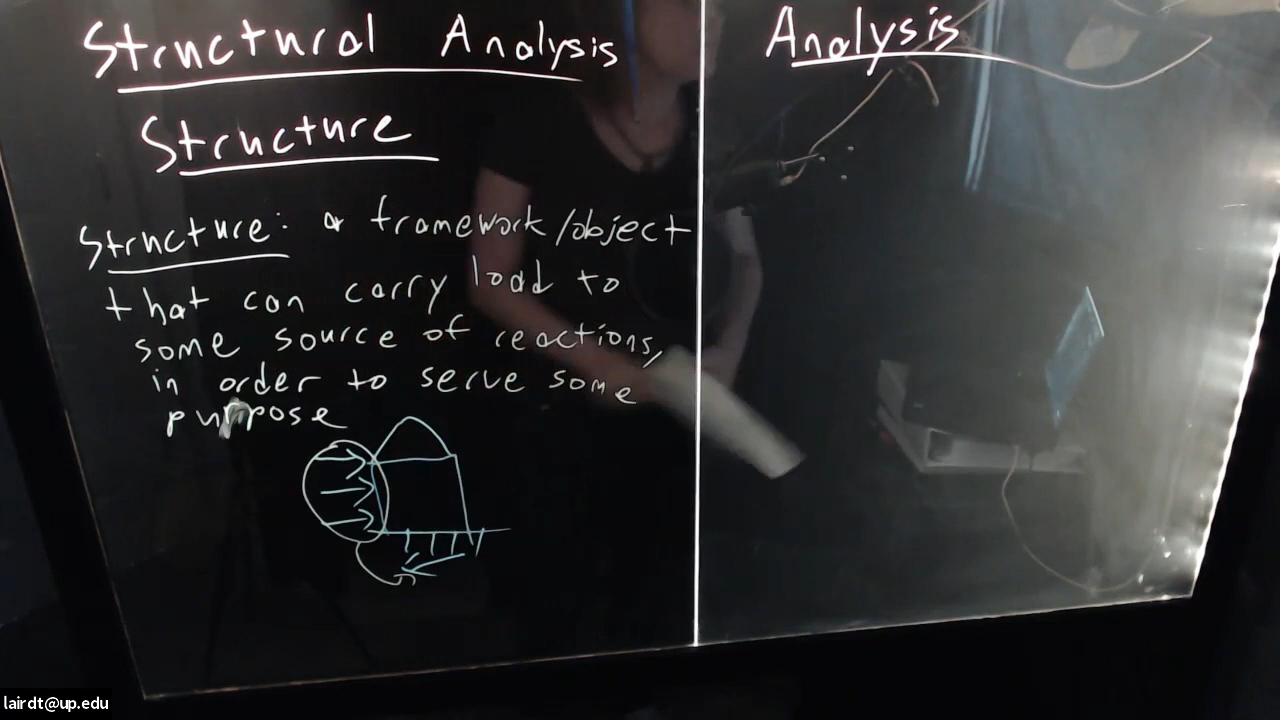 Structural Analysis
Structure
Structure: a framework/object
that can carry load to
some source of reactions,
in order to serve some
purpose
Analysis
lairdt@up.edu